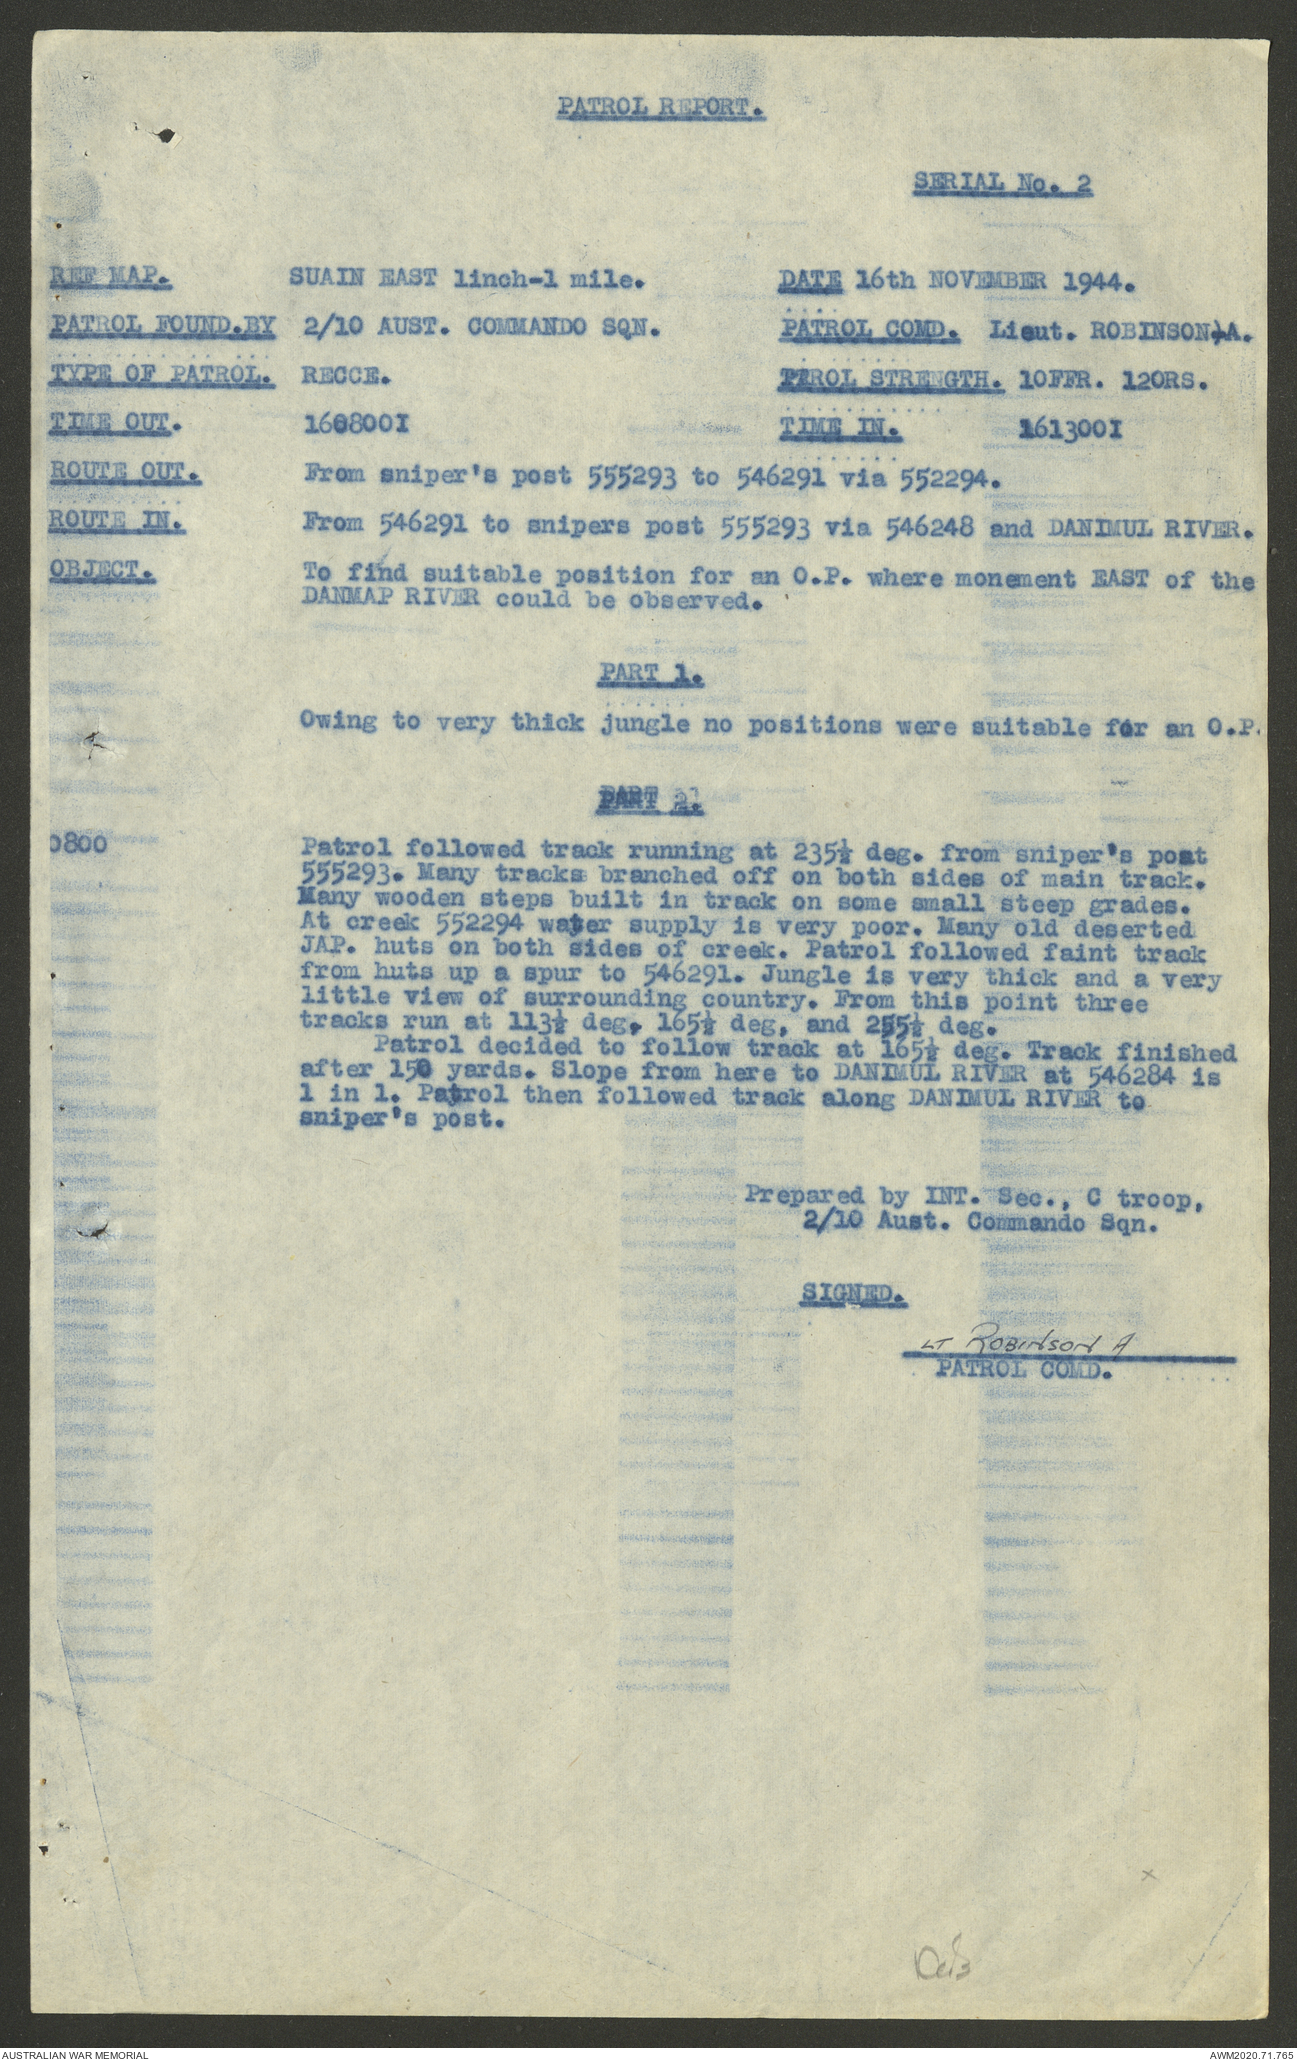 PATROL REPORT.
SERIAL No. 2
REF MAP. SUAIN EAST 1inch-1 mile. DATE 16th NOVEMBER 1944.
PATROL FOUND.BY 2/10 AUST. COMMANDO SQN. PATROL COMD. Lieut. ROBINSON,A.
TYPE OF PATROL. RECCE. PTROL STRENGTH. 1OFFR. 12ORS.
TIME OUT. 160800I TIME IN. 161300I
ROUTE OUT. From sniper's post 555293 to 546291 via 552294.
ROUTE IN. From 546291 to snipers post 555293 via 546248 and DANIMUL RIVER.
OBJECT. To find suitable position for an O.P. where monement EAST of the
DANMAP RIVER could be observed.
PART 1.
Owing to very thick jungle no positions were suitable for an O.P.
PART 2.
0800 Patrol followed track running at 235½ deg. from sniper's post
555293. Many tracks branched off on both sides of main track.
Many wooden steps built in track on some small steep grades.
At creek 552294 water supply is very poor. Many old deserted
JAP. huts on both sides of creek. Patrol followed faint track
from huts up a spur to 546291. Jungle is very thick and a very
little view of surrounding country. From this point three
tracks run at 113½ deg, 165½ deg, and 255½ deg.
Patrol decided to follow track at 165½ deg. Track finished
after 150 yards. Slope from here to DANIMUL RIVER at 546284 is
1 in 1. Patrol then followed track along DANIMUL RIVER to
sniper's post.
Prepared by INT. Sec., C troop,
2/10 Aust. Commando Sqn.
SIGNED.
LT ROBINSON A
PATROL COMD.
AUSTRALIAN WAR MEMORIAL AWM2020.71.765